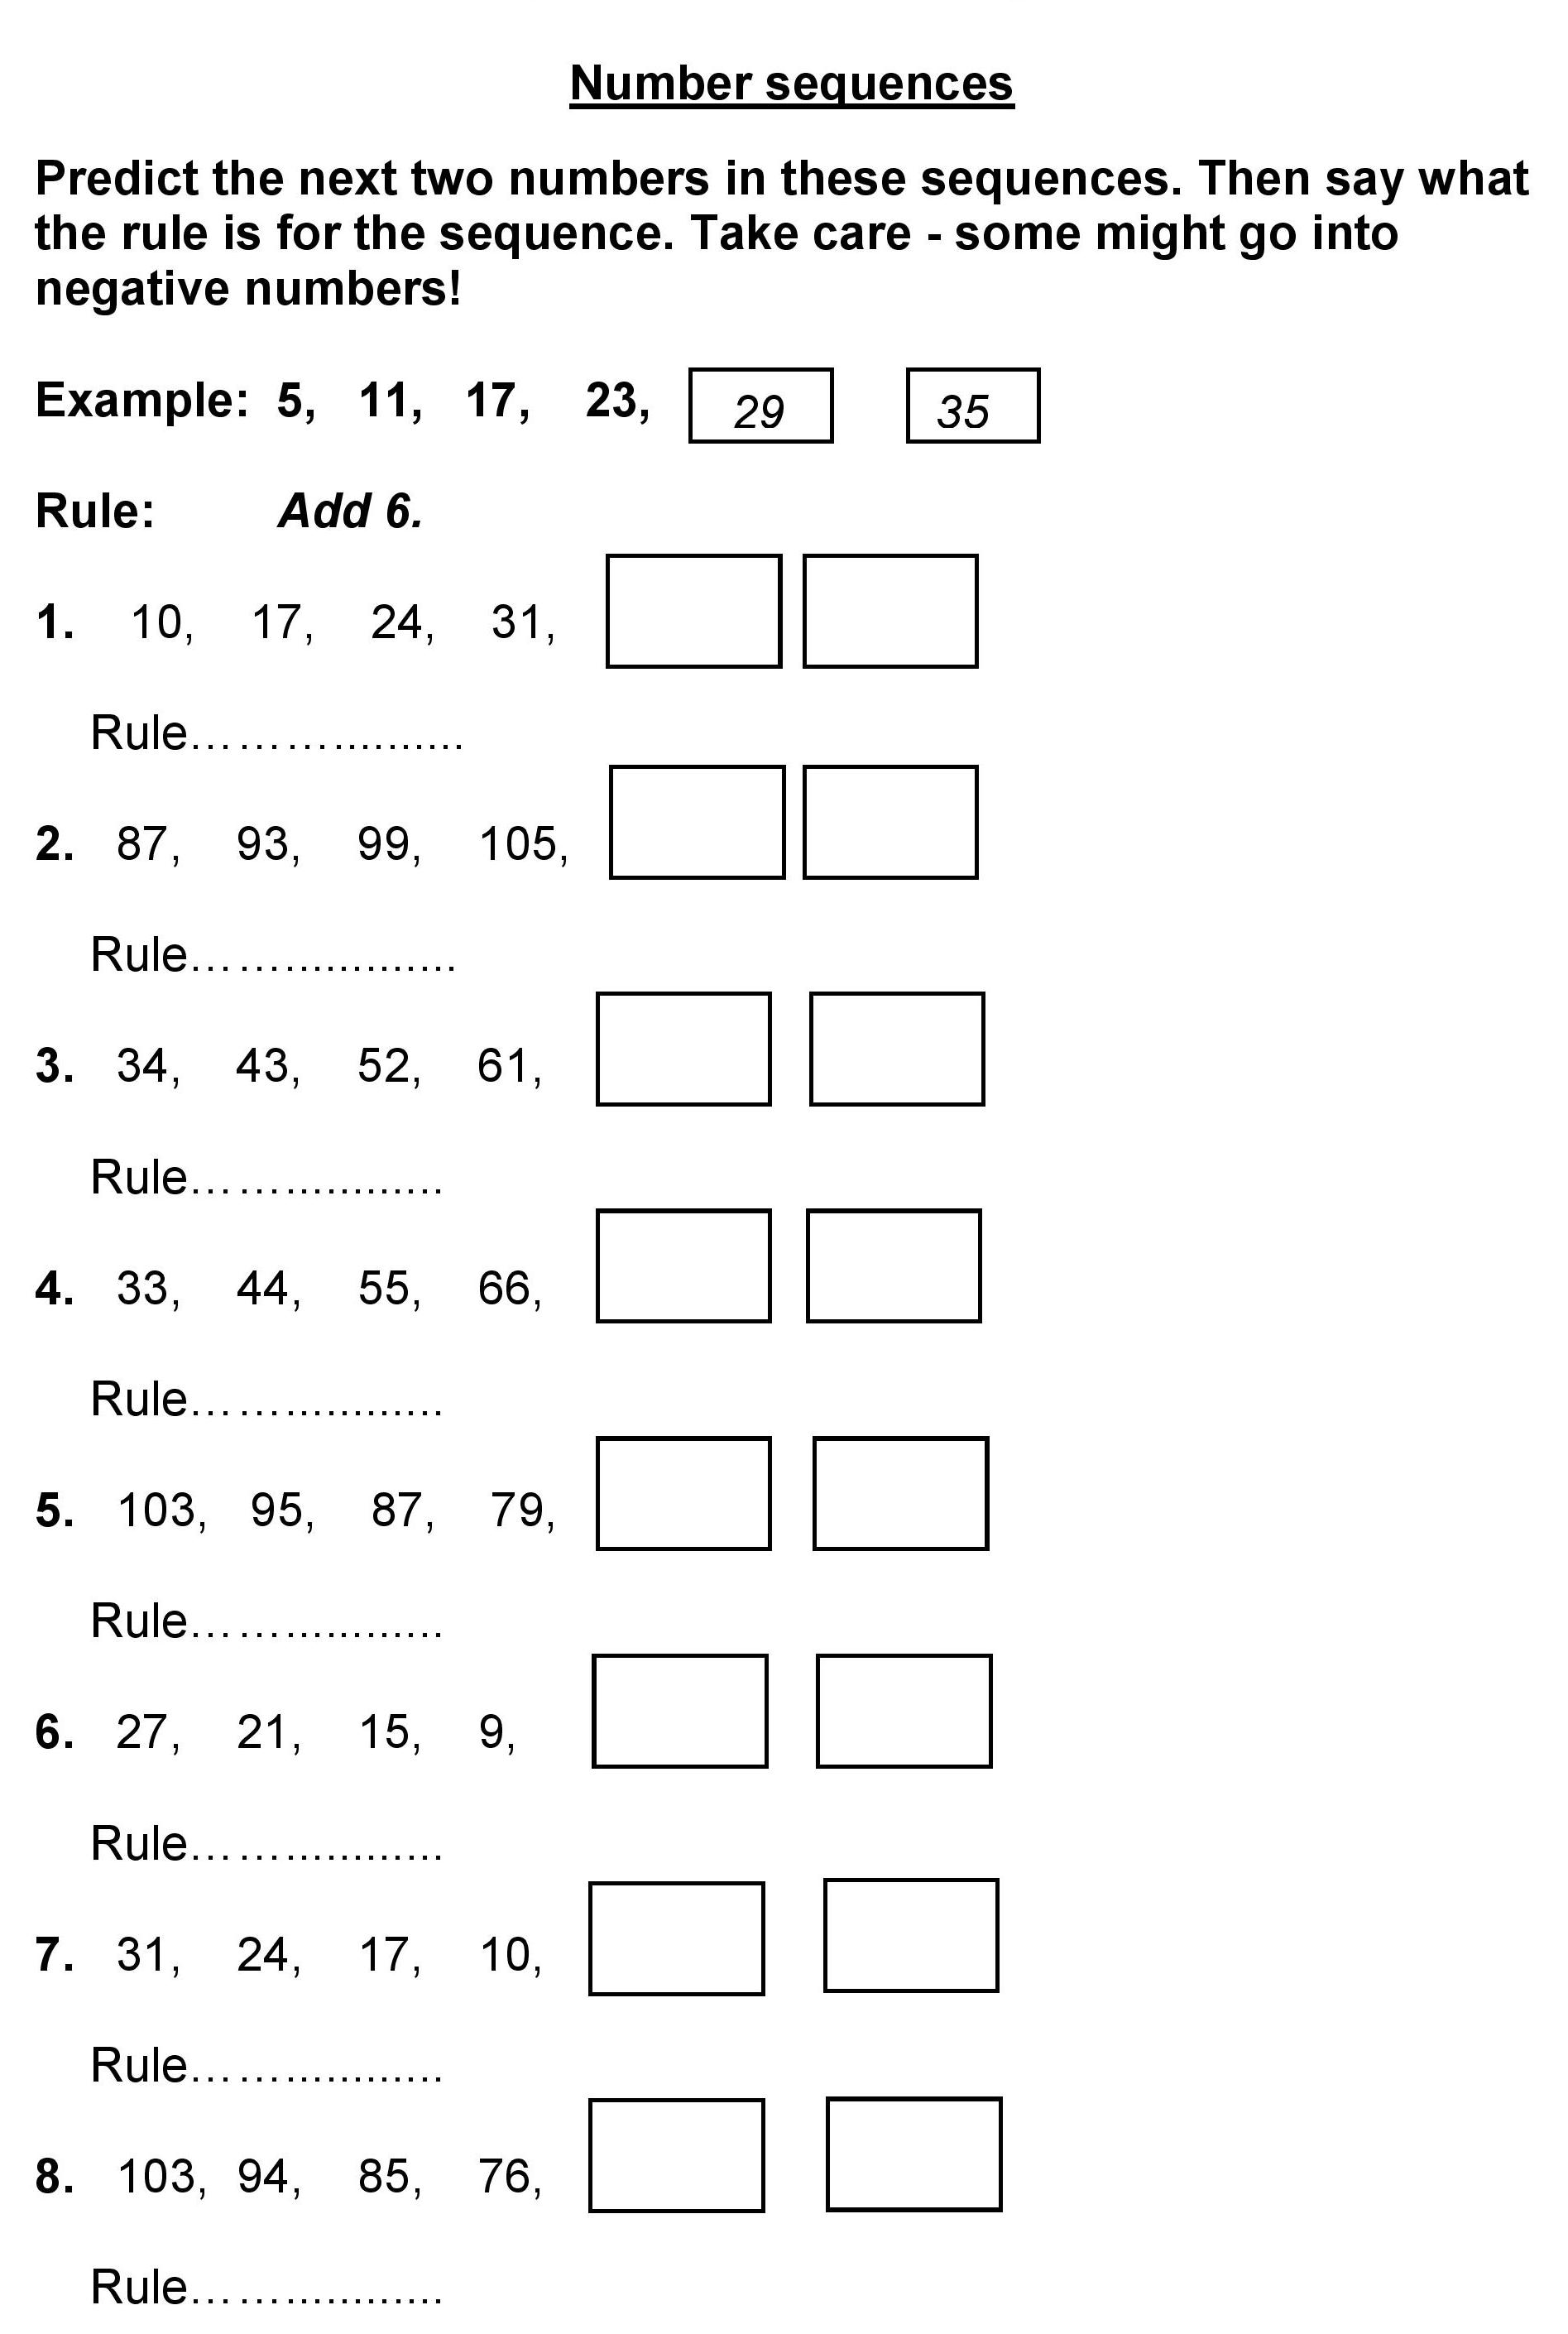 Number sequences
Predict the next two numbers in these sequences. Then say what
the rule is for the sequence. Take care - some might go into
negative numbers!
Example: 5, 11, 17, 23, 29 35
Rule: Add 6.
1. 10, 17, 24, 31,
Rule………..........
2. 87, 93, 99, 105,
Rule……..…........
3. 34, 43, 52, 61,
Rule……..….......
4. 33, 44, 55, 66,
Rule……..….......
5. 103, 95, 87, 79,
Rule……..….......
6. 27, 21, 15, 9,
Rule……..….......
7. 31, 24, 17, 10,
Rule……..….......
8. 103, 94, 85, 76,
Rule……..….......